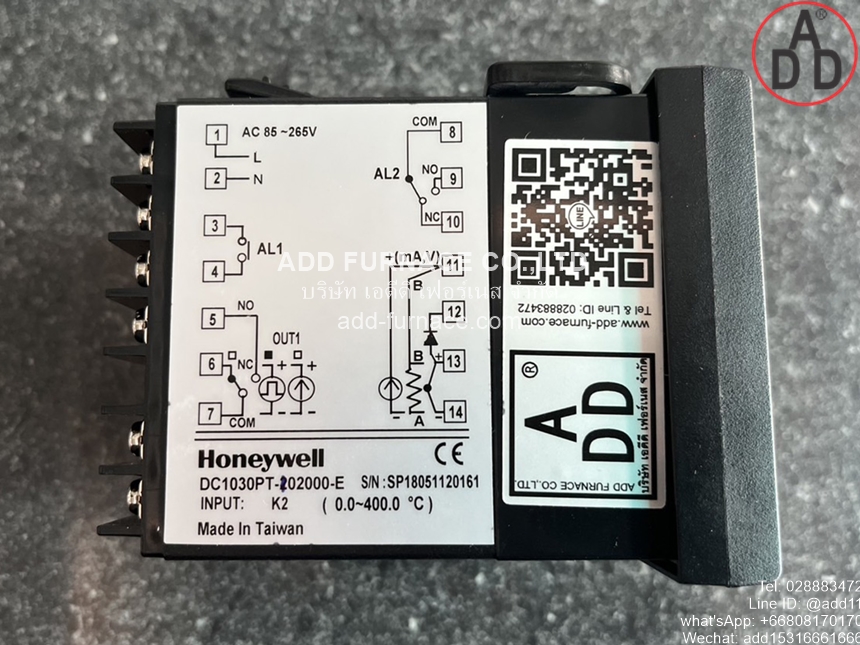 1 AC 85 ~265V
L
2 N
3
AL1
4
5 NO
OUT1
6 NC
+ +
- -
7 COM
COM 8
AL2 NO 9
NC 10
+(mA,V) 11
B
12
B + 13
- A - 14
Honeywell CE
DC1030PT-202000-E S/N :SP18051120161
INPUT: K2 ( 0.0~400.0 °C)
Made In Taiwan
LINE
Tel & Line ID: 028883472
www.add-furnace.com
ADD
®
บริษัท เอดีดี เฟอร์เนส จำกัด
ADD FURNACE CO.,LTD.
ADD®
ADD FURNACE CO.,LTD.
บริษัท เอดีดี เฟอร์เนส จำกัด
add-furnace.com
Tel: 028883472
Line ID: @add11
whatsApp: +66808170170
Wechat: add15316661666